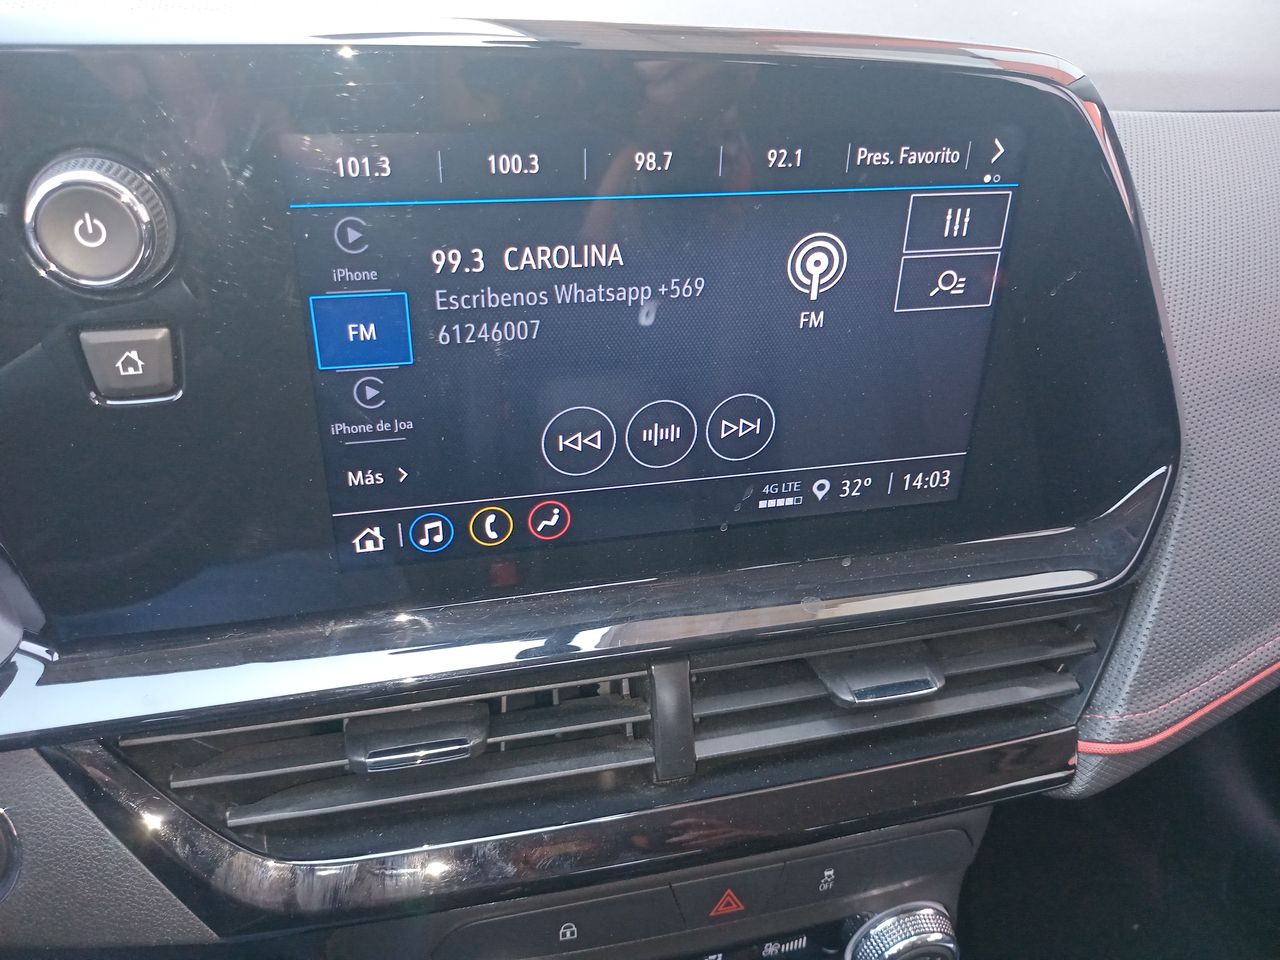 101.3
100.3
98.7
92.1
Pres. Favorito
iPhone
FM
iPhone de Joa
Más
99.3 CAROLINA
Escribenos Whatsapp +569
61246007
FM
4G LTE
32°
14:03
OFF